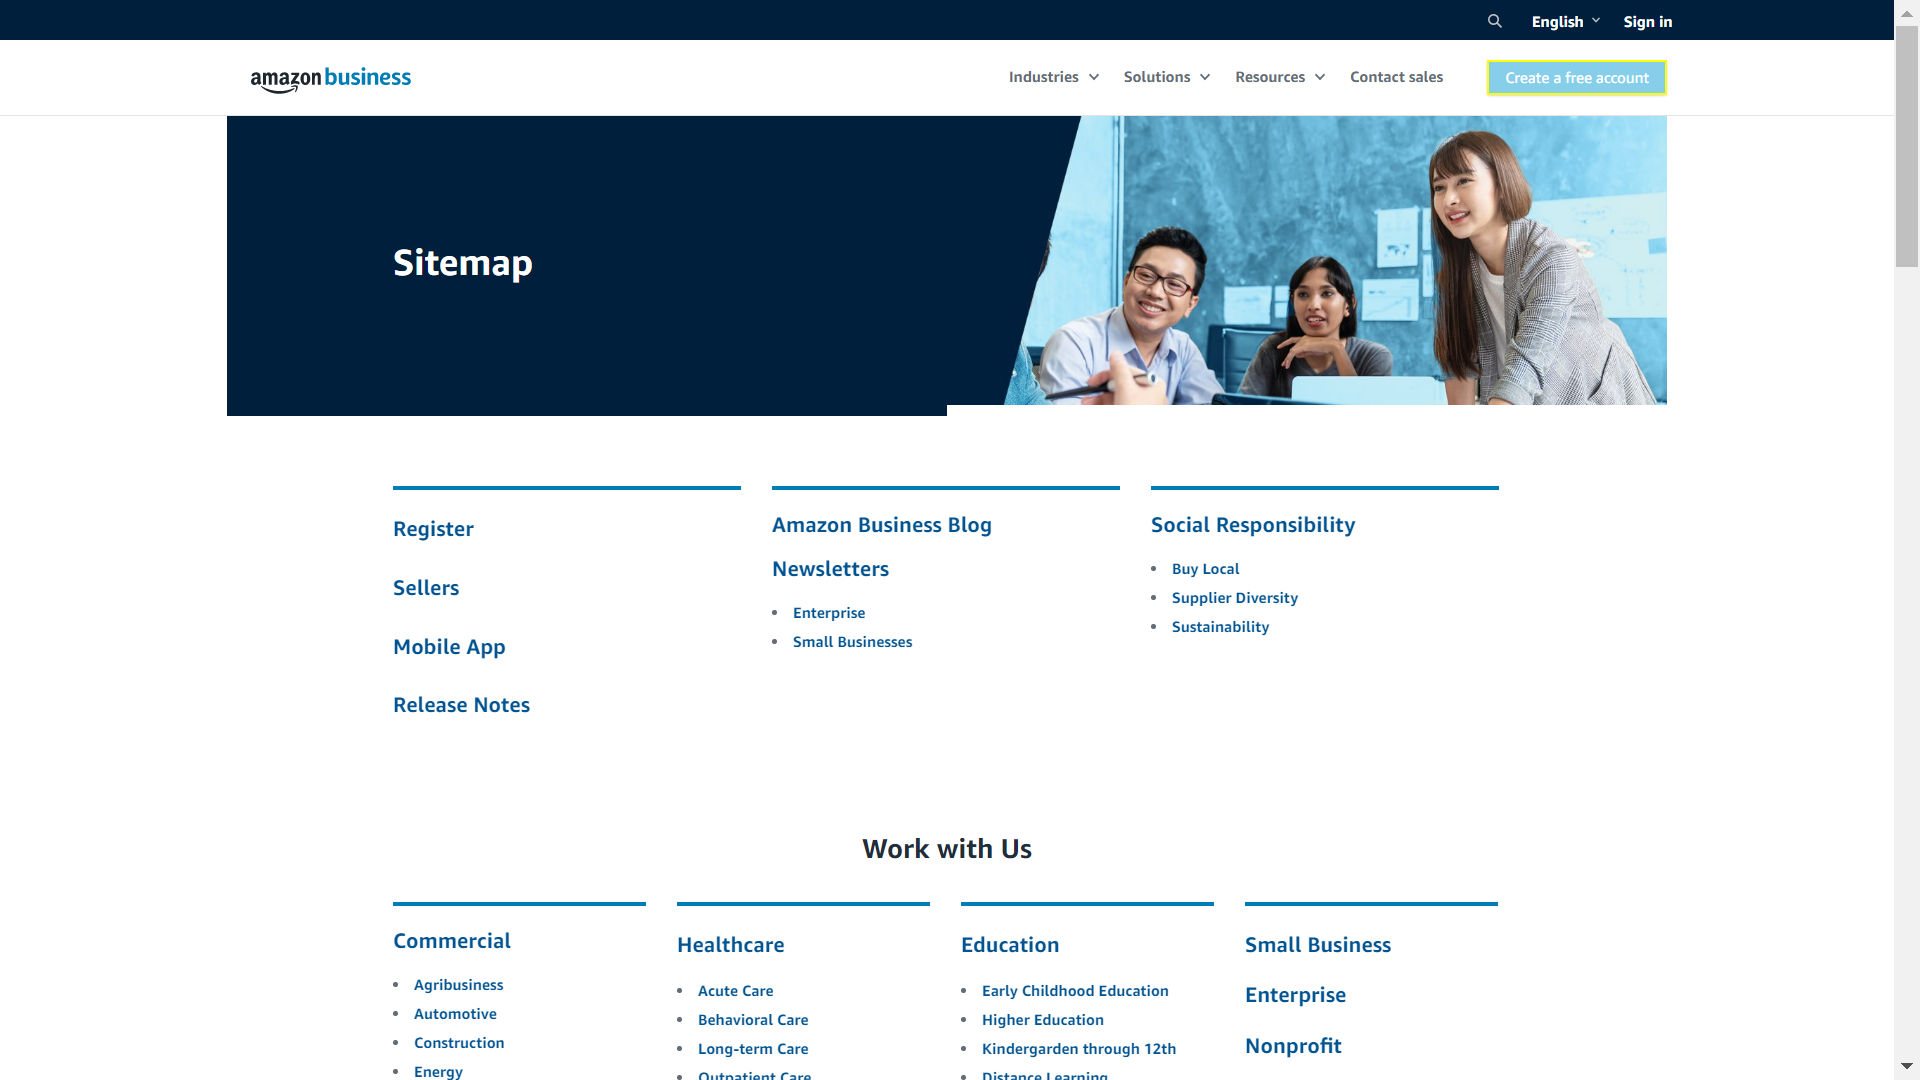 English
Sign in
amazon business
Industries
Solutions
Resources
Contact sales
Create a free account
Sitemap
Register
Sellers
Mobile App
Release Notes
Amazon Business Blog
Newsletters
Enterprise
Small Businesses
Social Responsibility
Buy Local
Supplier Diversity
Sustainability
Work with Us
Commercial
Agribusiness
Automotive
Construction
Energy
Healthcare
Acute Care
Behavioral Care
Long-term Care
Outpatient Care
Education
Early Childhood Education
Higher Education
Kindergarden through 12th
Distance Learning
Small Business
Enterprise
Nonprofit